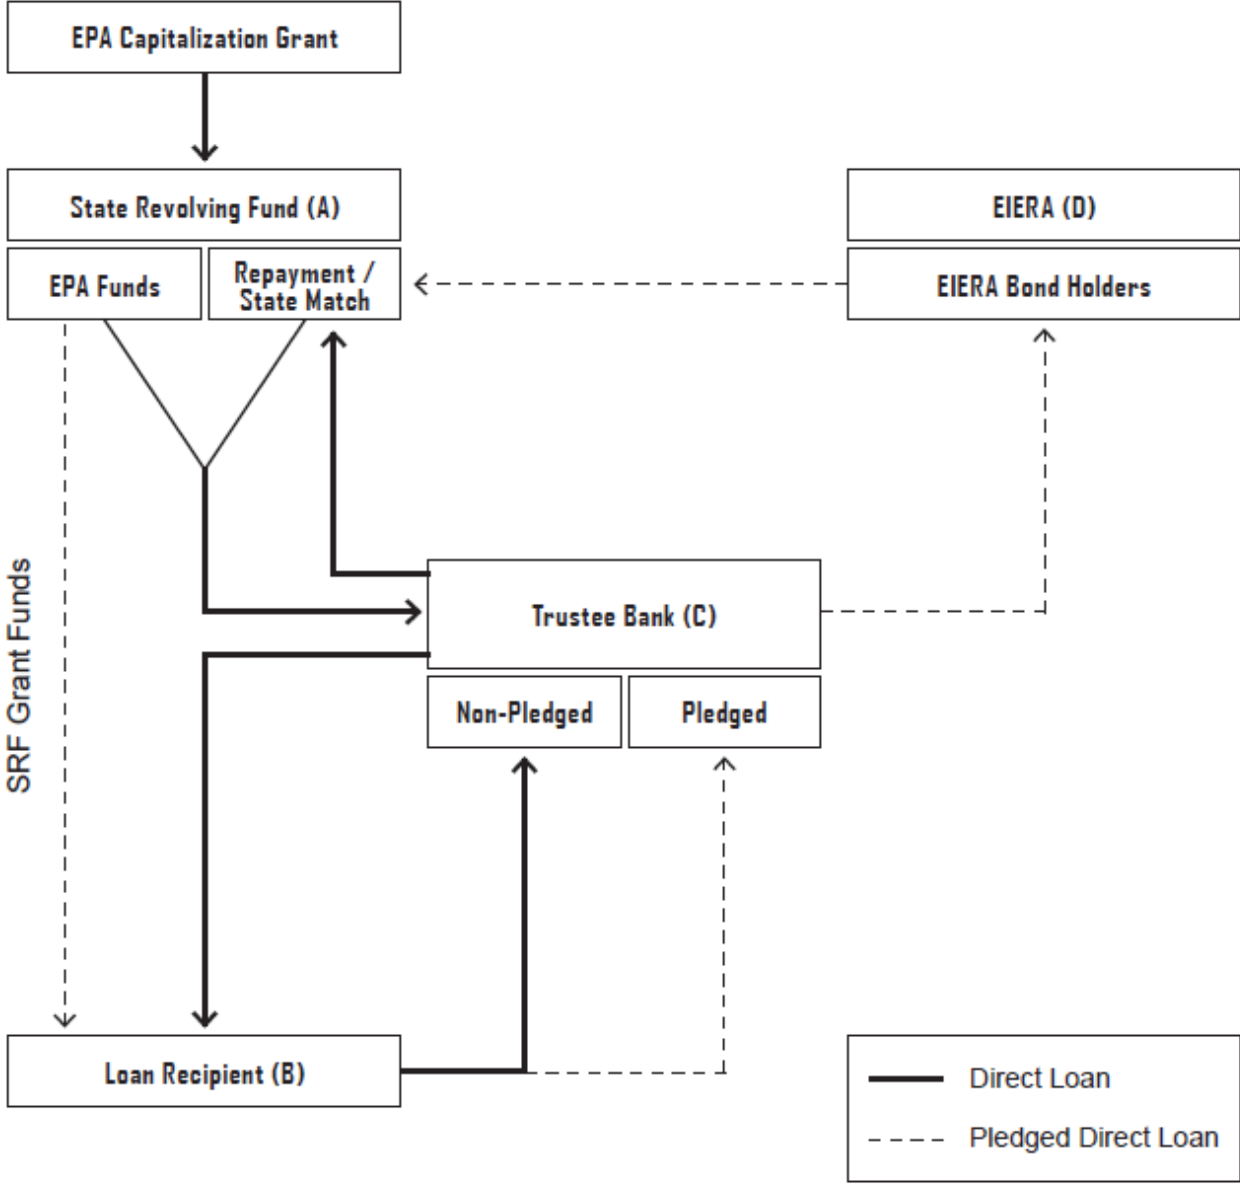 EPA Capitalization Grant
State Revolving Fund (A)
EIERA (D)
EPA Funds
Repayment /
State Match
EIERA Bond Holders
SRF Grant Funds
Trustee Bank (C)
Non-Pledged
Pledged
Loan Recipient (B)
Direct Loan
Pledged Direct Loan